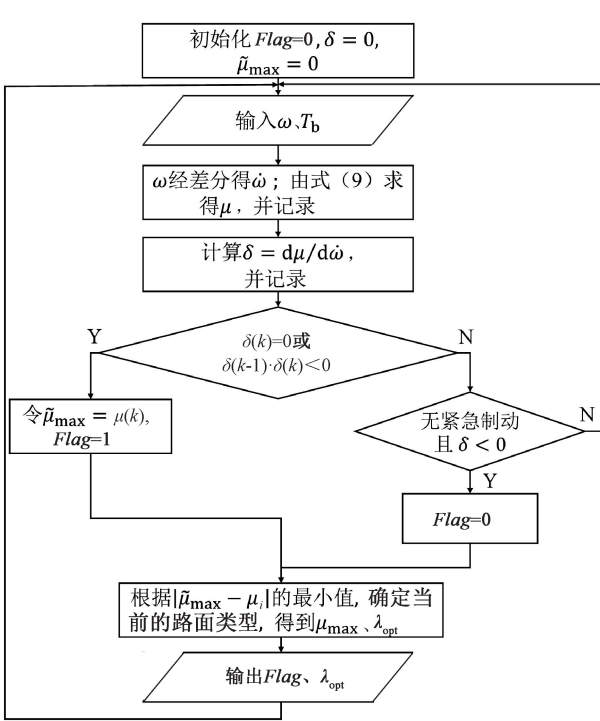 初始化 Flag=0, δ = 0,
μ̃max = 0
输入ω、Tb
ω经差分得ω̇；由式（9）求
得μ，并记录
计算δ = dμ/dω̇，
并记录
Y
N
δ(k)=0或
δ(k-1)·δ(k)<0
令μ̃max = μ(k),
Flag=1
无紧急制动
且 δ < 0
N
Y
Flag=0
根据|μ̃max − μi|的最小值, 确定当
前的路面类型, 得到μmax、λopt
输出Flag、λopt